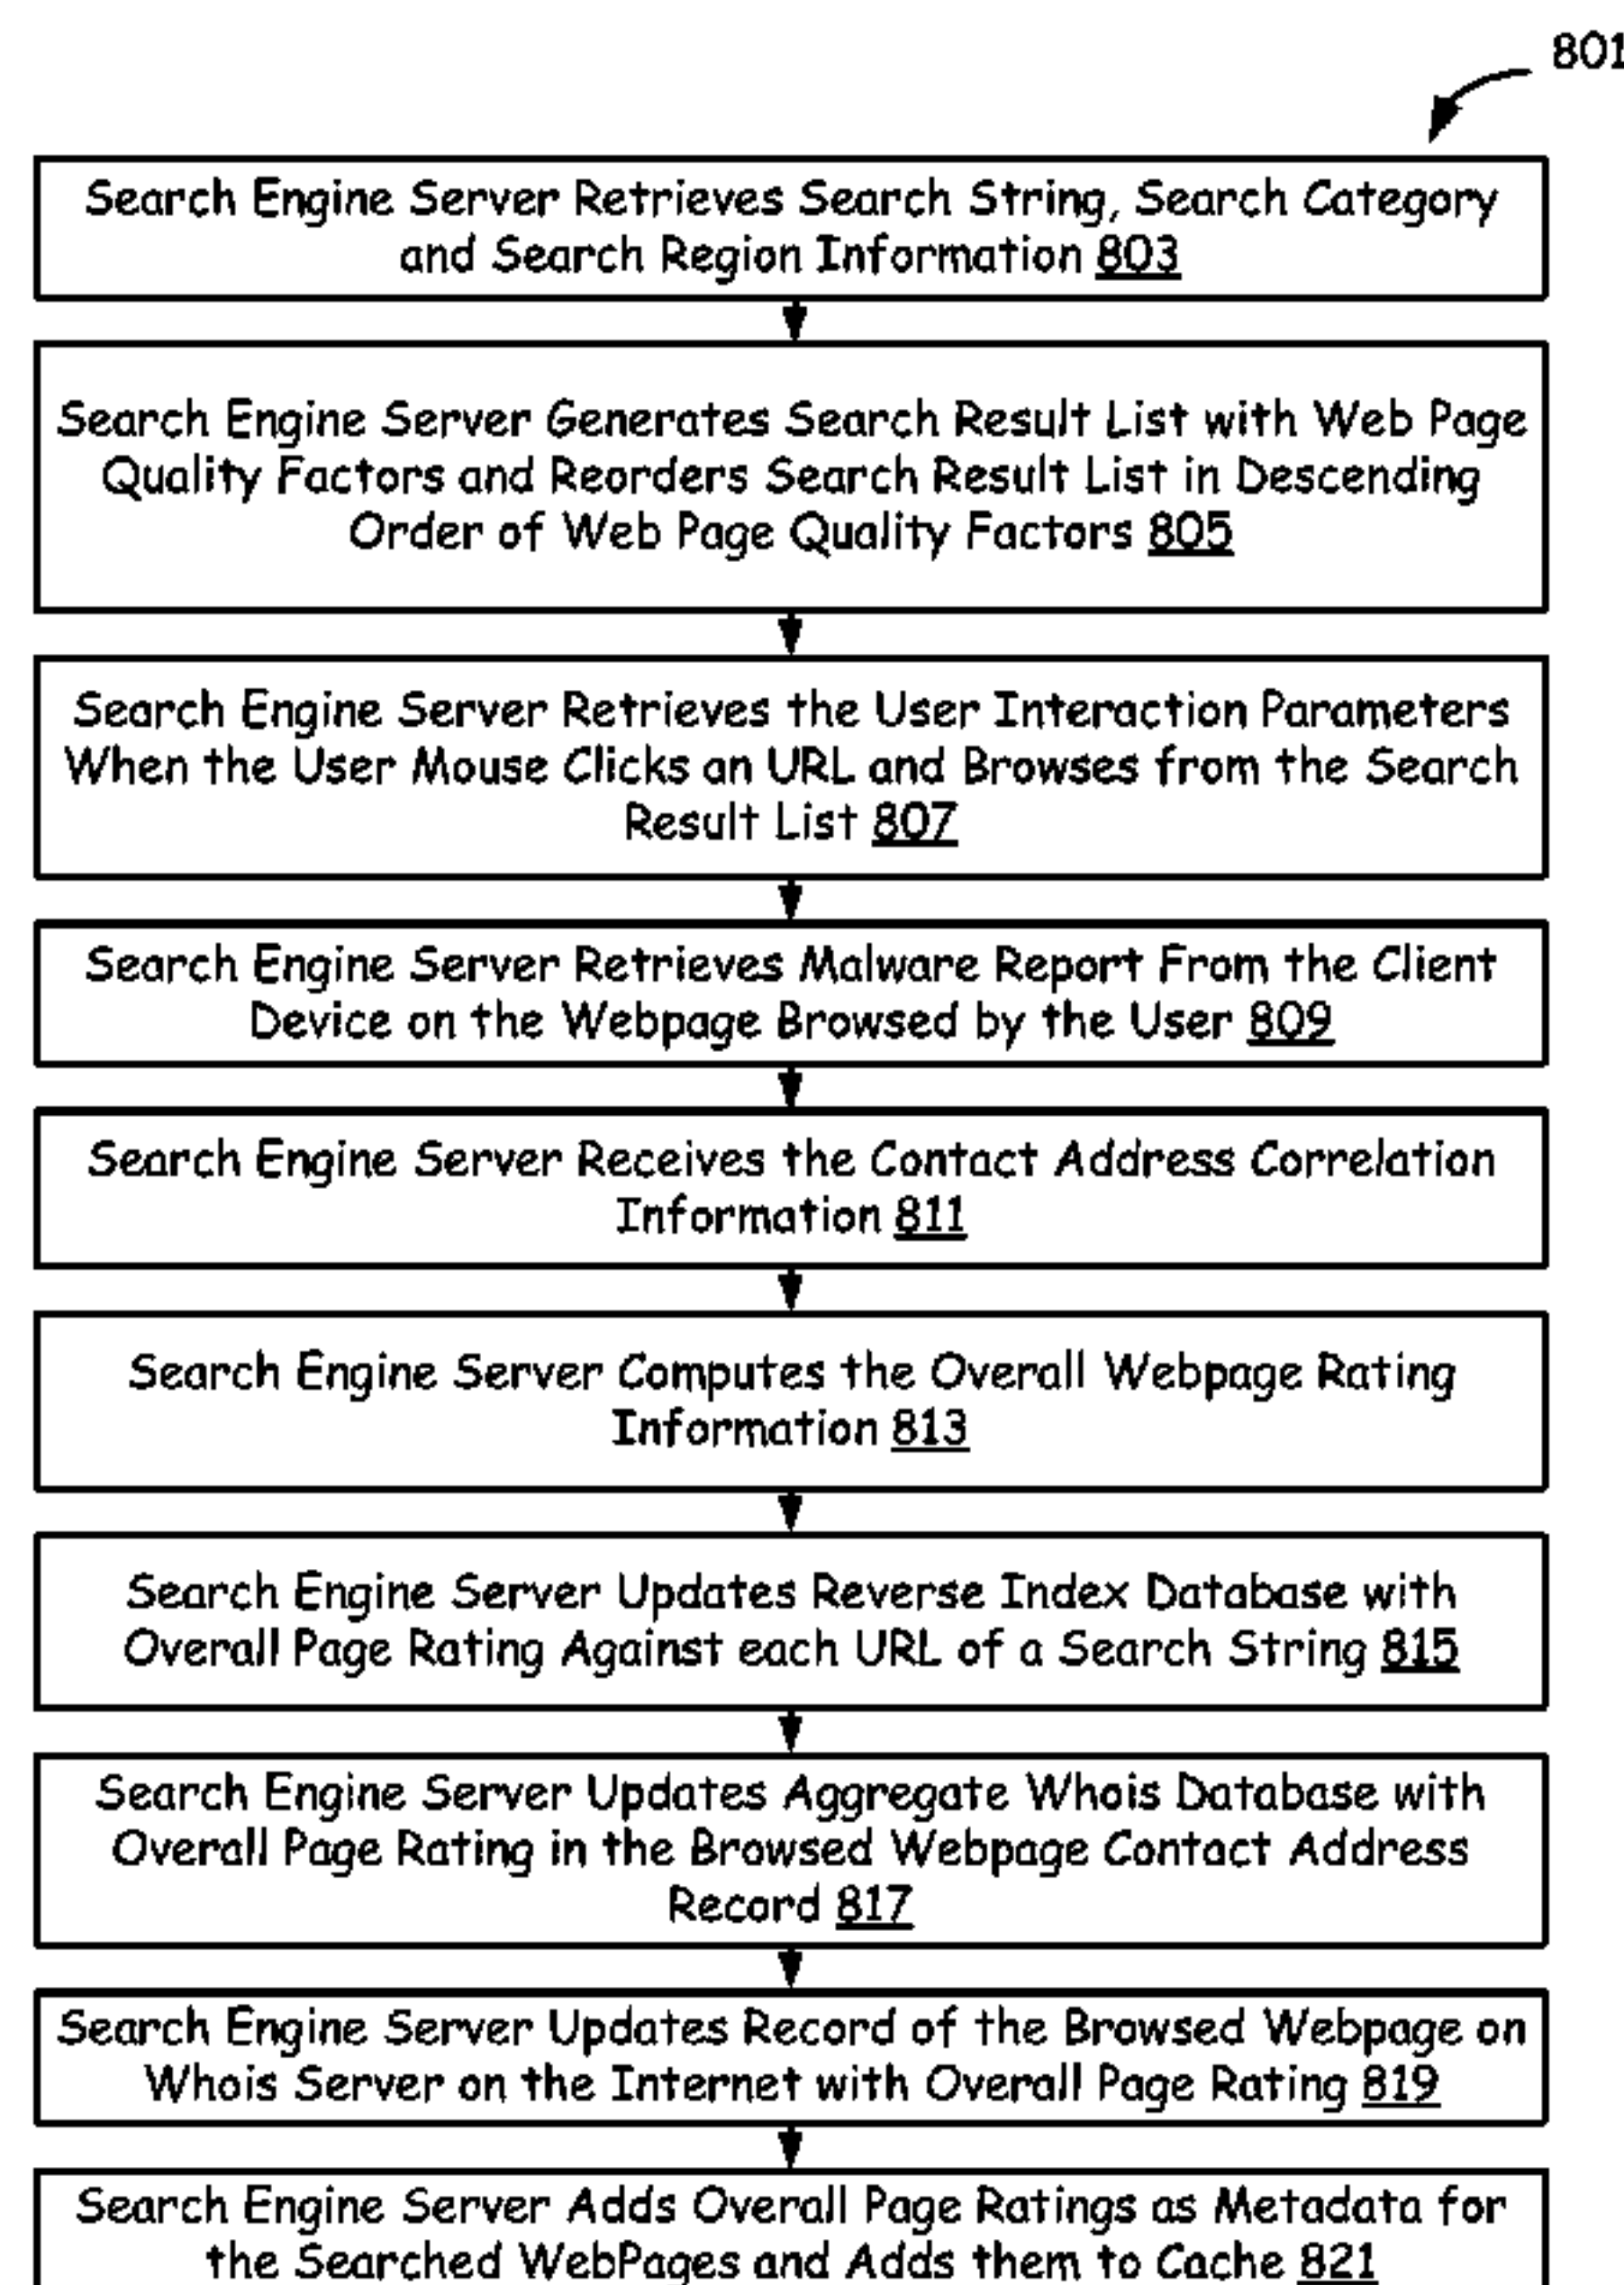 801
Search Engine Server Retrieves Search String, Search Category
and Search Region Information 803
Search Engine Server Generates Search Result List with Web Page
Quality Factors and Reorders Search Result List in Descending
Order of Web Page Quality Factors 805
Search Engine Server Retrieves the User Interaction Parameters
When the User Mouse Clicks an URL and Browses from the Search
Result List 807
Search Engine Server Retrieves Malware Report From the Client
Device on the Webpage Browsed by the User 809
Search Engine Server Receives the Contact Address Correlation
Information 811
Search Engine Server Computes the Overall Webpage Rating
Information 813
Search Engine Server Updates Reverse Index Database with
Overall Page Rating Against each URL of a Search String 815
Search Engine Server Updates Aggregate Whois Database with
Overall Page Rating in the Browsed Webpage Contact Address
Record 817
Search Engine Server Updates Record of the Browsed Webpage on
Whois Server on the Internet with Overall Page Rating 819
Search Engine Server Adds Overall Page Ratings as Metadata for
the Searched WebPages and Adds them to Cache 821